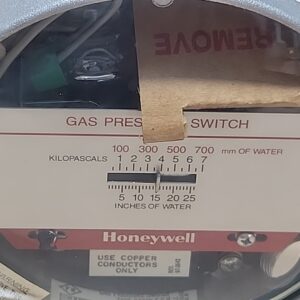 REMOVE
GAS PRES SWITCH
100 300 500 700 mm OF WATER
KILOPASCALS 1 2 3 4 5 6 7
5 10 15 20 25
INCHES OF WATER
Honeywell
USE COPPER
CONDUCTORS
ONLY